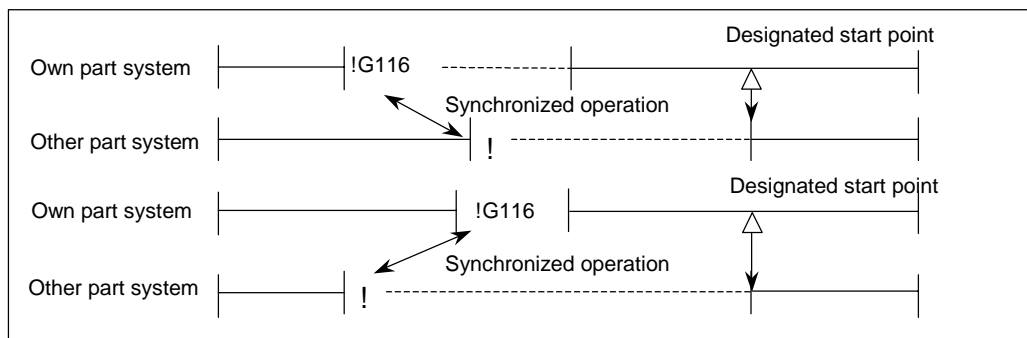 Designated start point
Own part system !G116
Synchronized operation
Other part system !
Designated start point
Own part system !G116
Synchronized operation
Other part system !